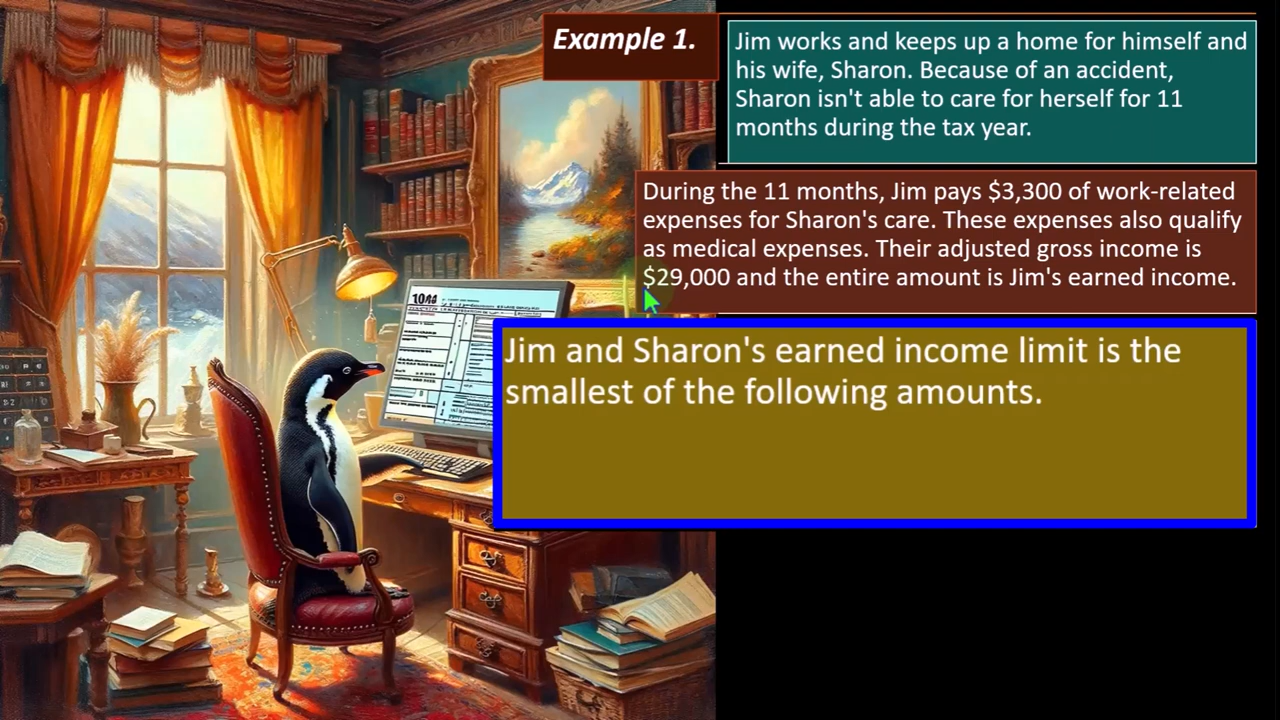 Example 1.
Jim works and keeps up a home for himself and
his wife, Sharon. Because of an accident,
Sharon isn't able to care for herself for 11
months during the tax year.
During the 11 months, Jim pays $3,300 of work-related
expenses for Sharon's care. These expenses also qualify
as medical expenses. Their adjusted gross income is
$29,000 and the entire amount is Jim's earned income.
Jim and Sharon's earned income limit is the
smallest of the following amounts.